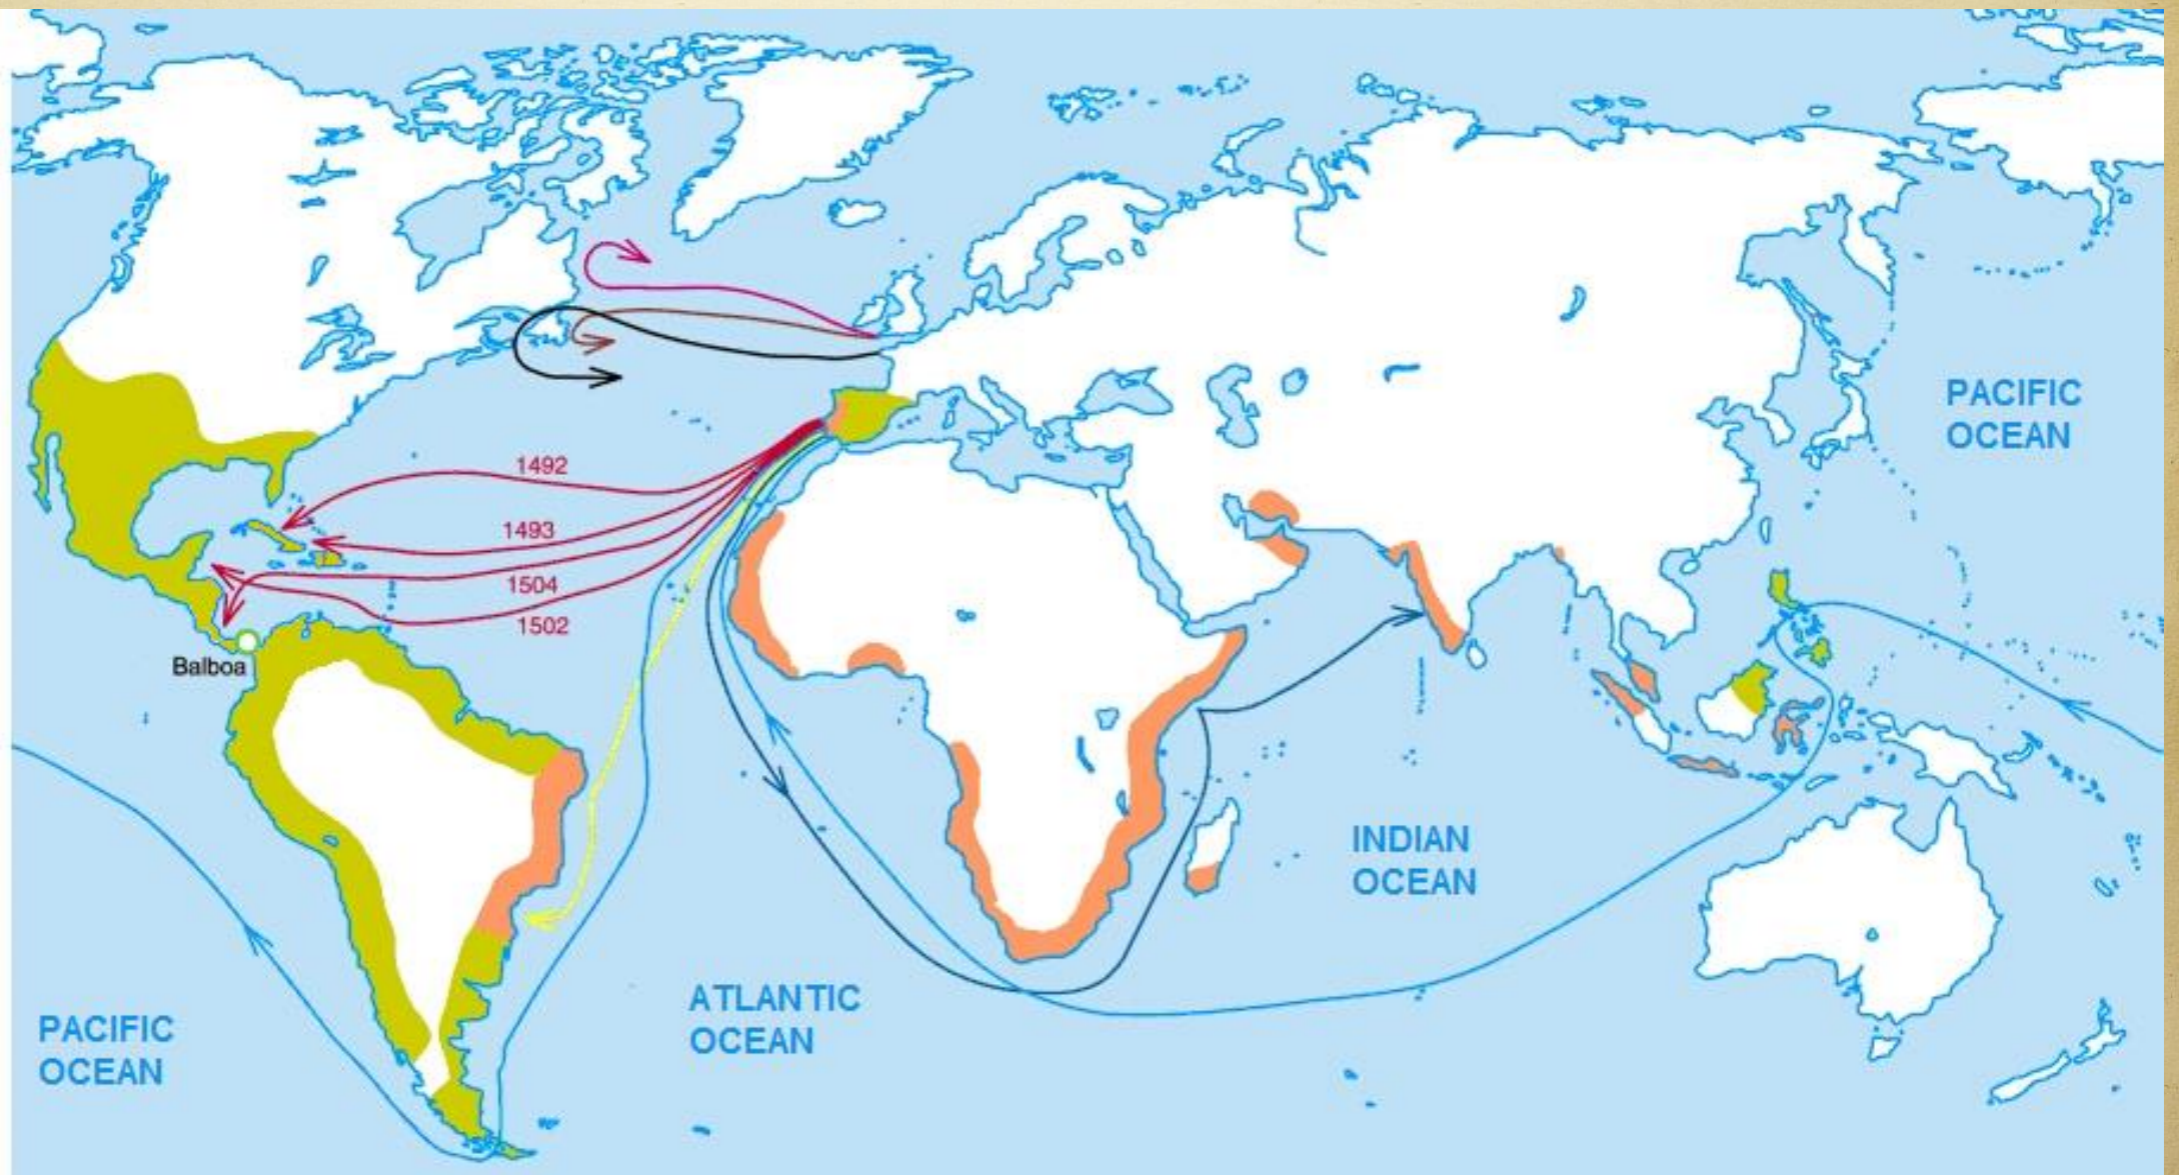 PACIFIC
OCEAN
1492
1493
1504
1502
Balboa
INDIAN
OCEAN
ATLANTIC
OCEAN
PACIFIC
OCEAN